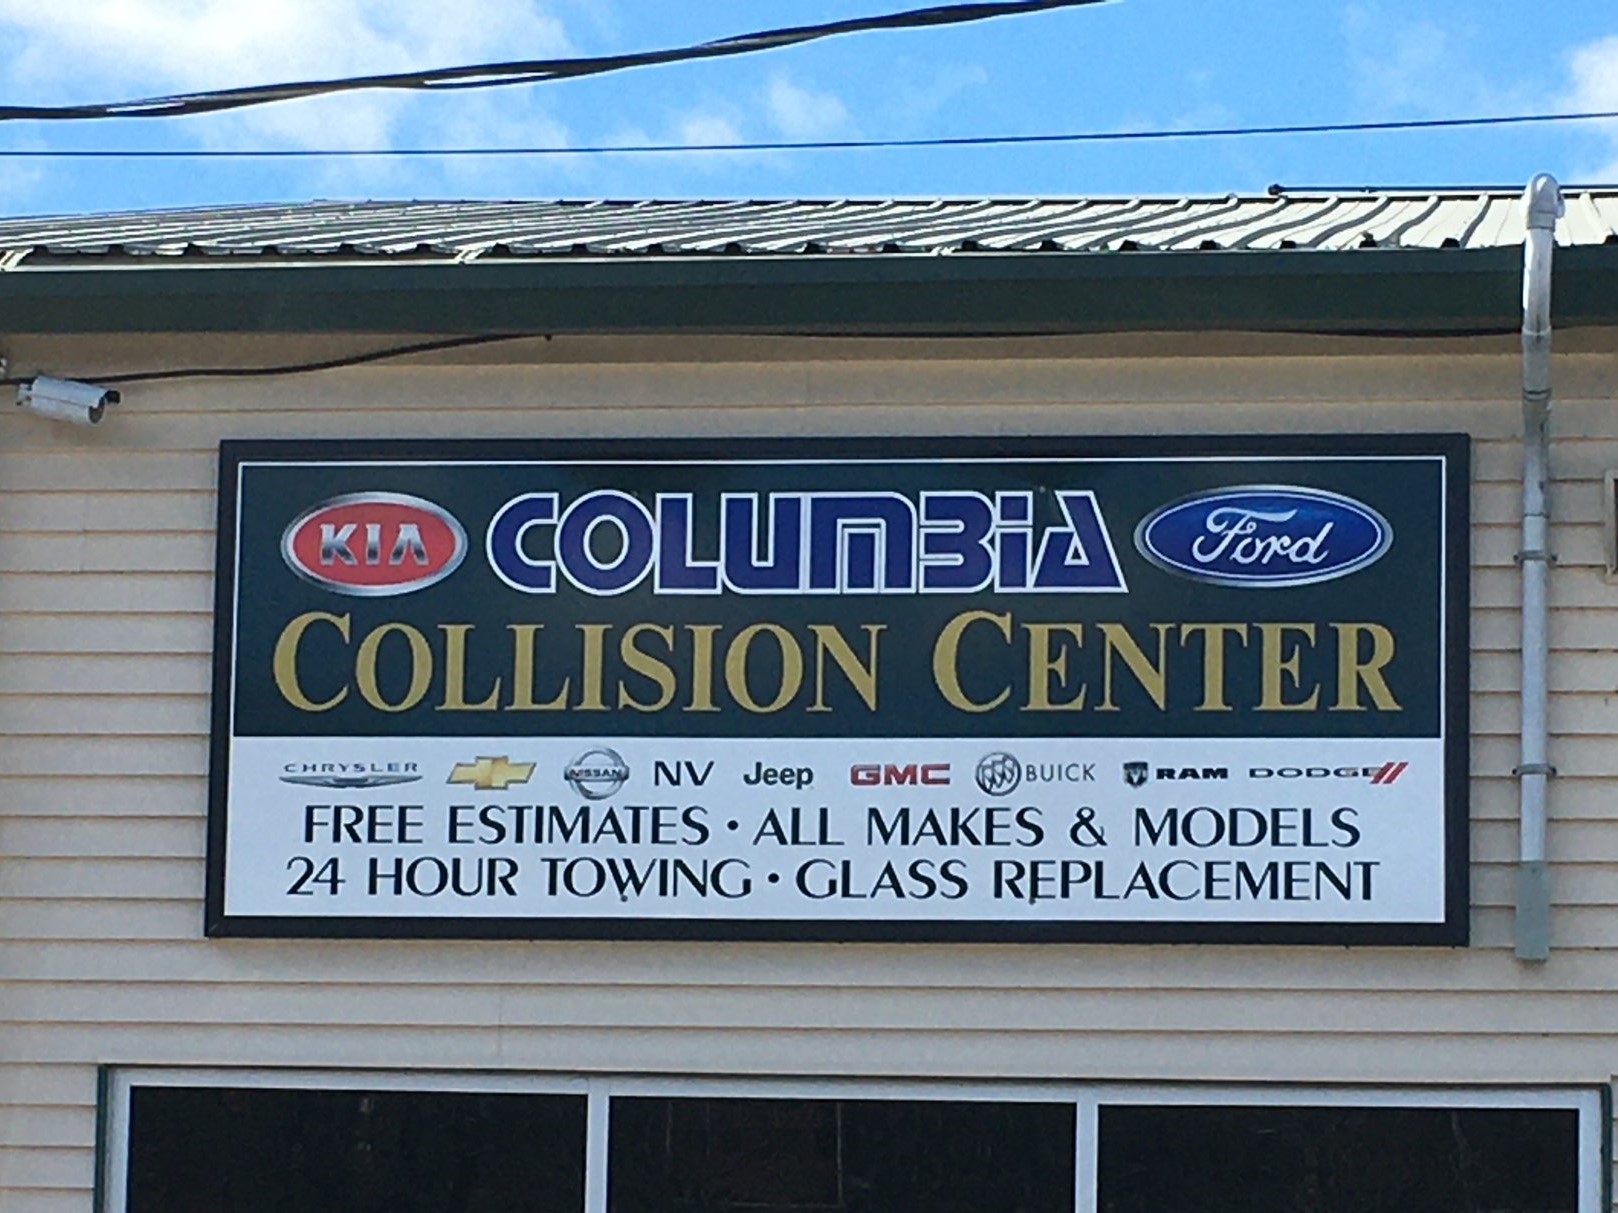 KIA COLUMBIA Ford
COLLISION CENTER
CHRYSLER NISSAN NV Jeep GMC BUICK RAM DODGE
FREE ESTIMATES • ALL MAKES & MODELS
24 HOUR TOWING • GLASS REPLACEMENT